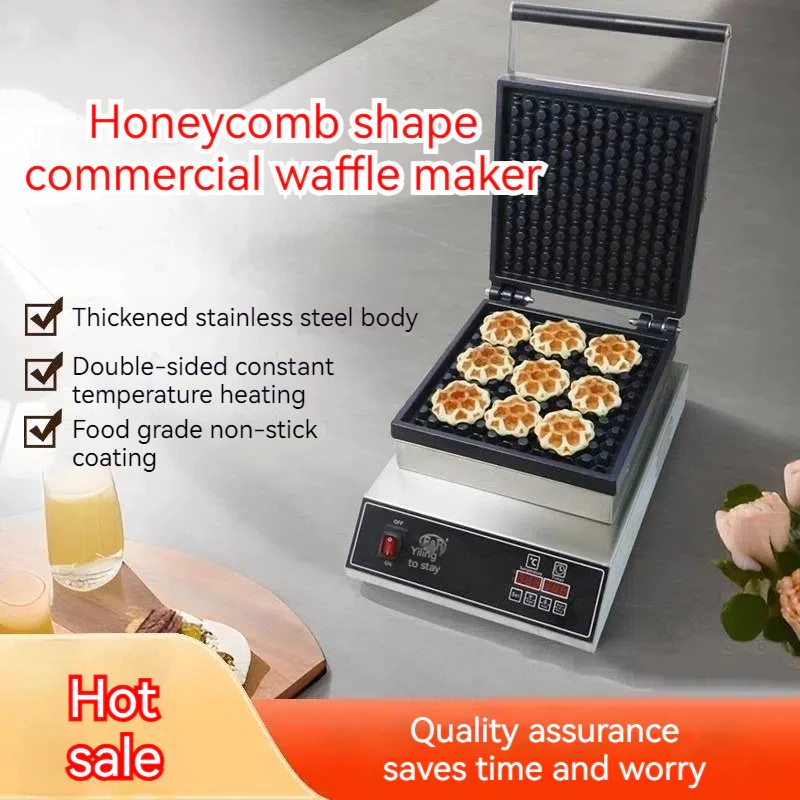 Honeycomb shape
commercial waffle maker
Thickened stainless steel body
Double-sided constant
temperature heating
Food grade non-stick
coating
OFF
ON
Yiling
to stay
°C
Set
Hot
sale
Quality assurance
saves time and worry